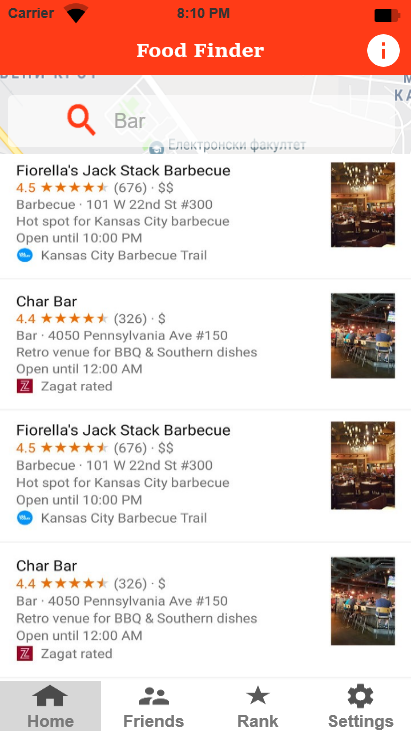 Carrier 8:10 PM
Food Finder
Bar
Електронски факултет
Fiorella's Jack Stack Barbecue
4.5 (676) · $$
Barbecue · 101 W 22nd St #300
Hot spot for Kansas City barbecue
Open until 10:00 PM
Kansas City Barbecue Trail
Char Bar
4.4 (326) · $
Bar · 4050 Pennsylvania Ave #150
Retro venue for BBQ & Southern dishes
Open until 12:00 AM
Z Zagat rated
Fiorella's Jack Stack Barbecue
4.5 (676) · $$
Barbecue · 101 W 22nd St #300
Hot spot for Kansas City barbecue
Open until 10:00 PM
Kansas City Barbecue Trail
Char Bar
4.4 (326) · $
Bar · 4050 Pennsylvania Ave #150
Retro venue for BBQ & Southern dishes
Open until 12:00 AM
Z Zagat rated
Home Friends Rank Settings